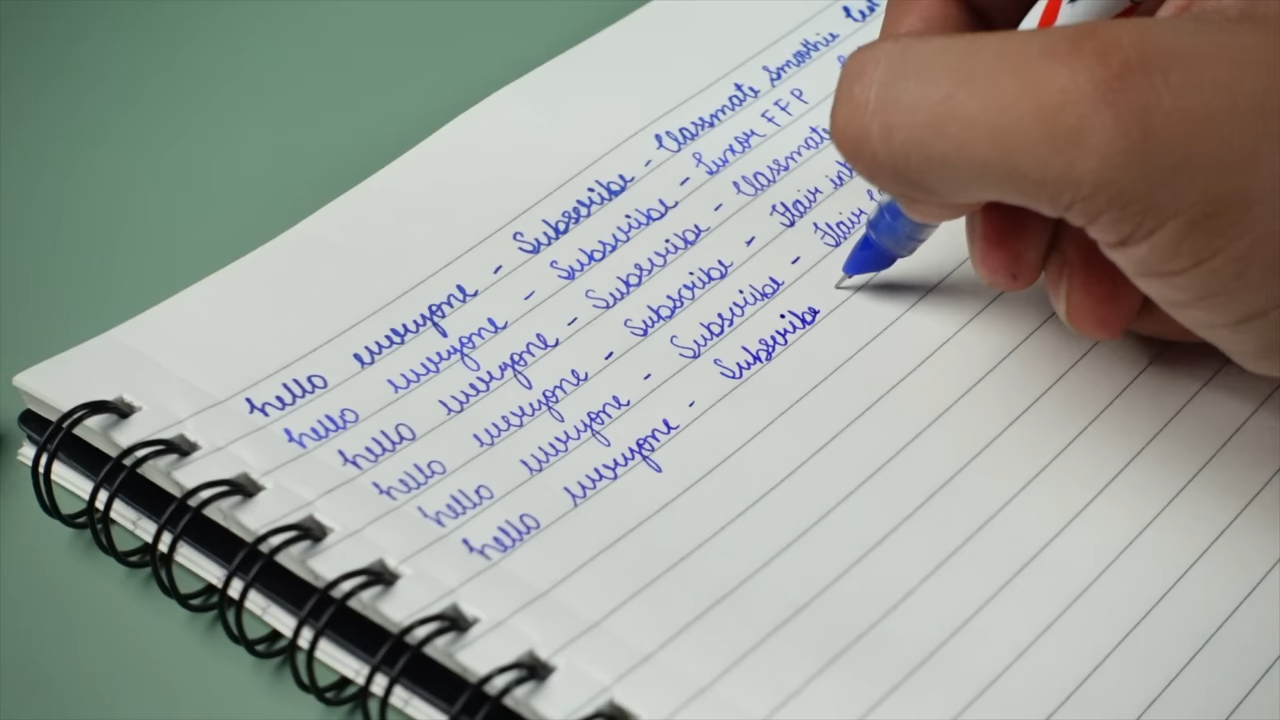 hello everyone - Subscribe - Classmate Smoothie
hello everyone - Subscribe - Luxor FFP
hello everyone - Subscribe - Classmate
hello everyone - Subscribe - Flair
hello everyone - Subscribe - Flair
hello everyone - Subscribe